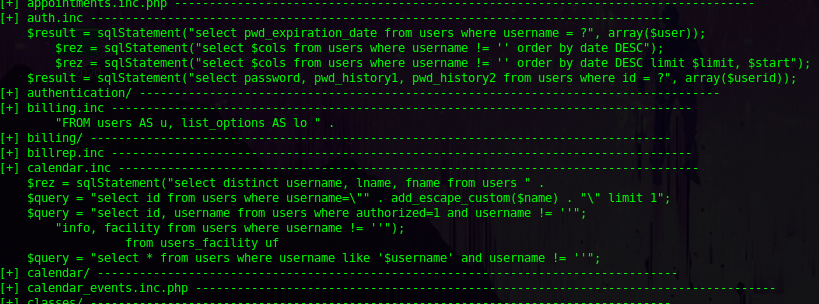 [+] appointments.inc.php -----------------------------------------------------------------------------------
[+] auth.inc -----------------------------------------------------------------------------------
$result = sqlStatement("select pwd_expiration_date from users where username = ?", array($user));
$rez = sqlStatement("select $cols from users where username != '' order by date DESC");
$rez = sqlStatement("select $cols from users where username != '' order by date DESC limit $limit, $start");
$result = sqlStatement("select password, pwd_history1, pwd_history2 from users where id = ?", array($userid));
[+] authentication/ -----------------------------------------------------------------------------------
[+] billing.inc -----------------------------------------------------------------------------------
"FROM users AS u, list_options AS lo " .
[+] billing/ -----------------------------------------------------------------------------------
[+] billrep.inc -----------------------------------------------------------------------------------
[+] calendar.inc -----------------------------------------------------------------------------------
$rez = sqlStatement("select distinct username, lname, fname from users " .
$query = "select id from users where username=\"" . add_escape_custom($name) . "\" limit 1";
$query = "select id, username from users where authorized=1 and username != ''";
"info, facility from users where username != ''");
from users_facility uf
$query = "select * from users where username like '$username' and username != ''";
[+] calendar/ -----------------------------------------------------------------------------------
[+] calendar_events.inc.php -----------------------------------------------------------------------------------
[+] classes/ -----------------------------------------------------------------------------------